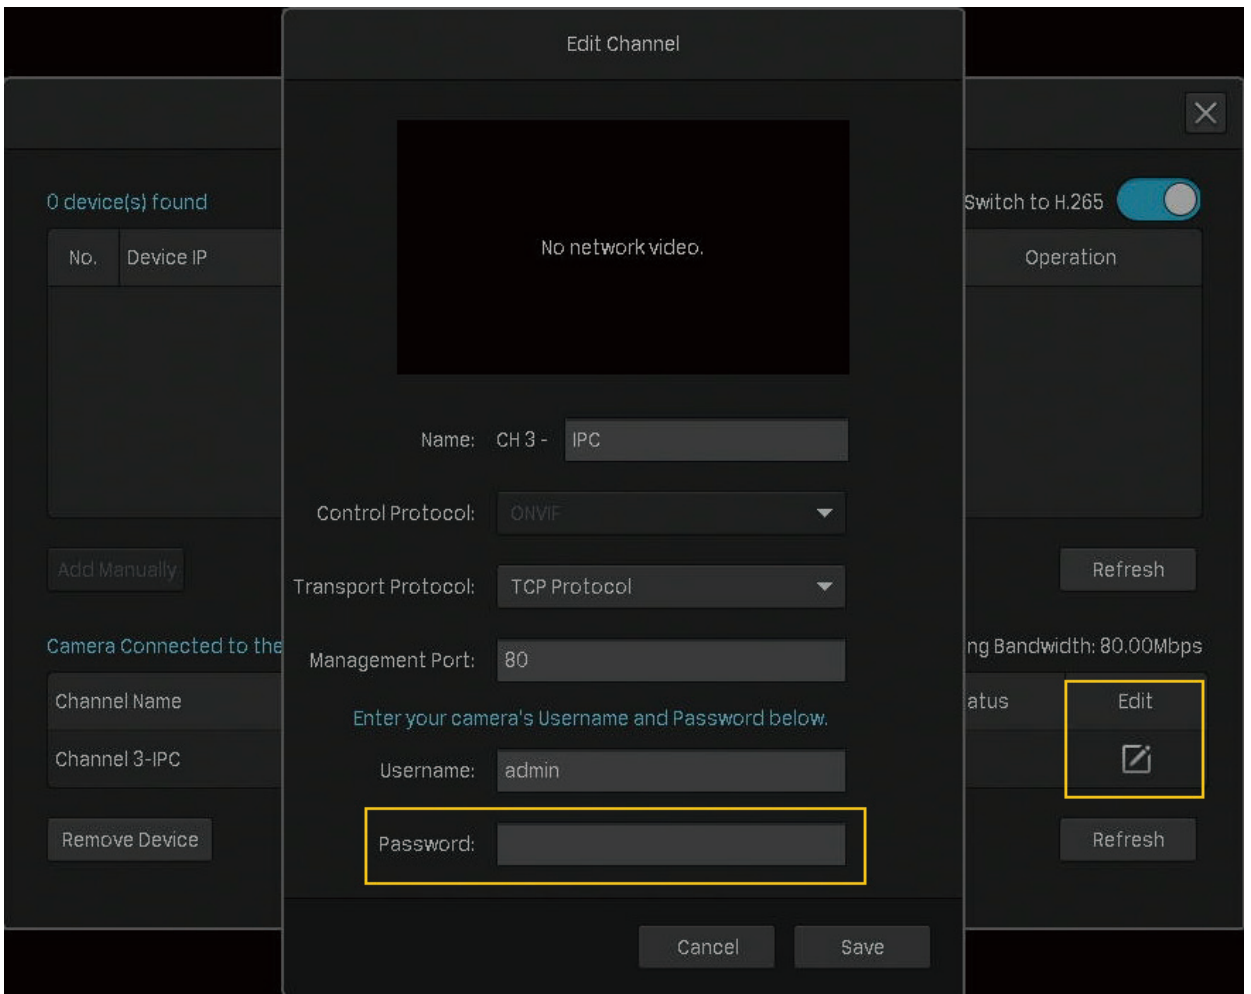 Edit Channel
0 device(s) found
Switch to H.265
No.
Device IP
Operation
No network video.
Name: CH 3 - IPC
Control Protocol: ONVIF
Add Manually
Refresh
Transport Protocol: TCP Protocol
Camera Connected to the
ng Bandwidth: 80.00Mbps
Management Port: 80
Channel Name
atus
Edit
Enter your camera's Username and Password below.
Channel 3-IPC
Username: admin
Remove Device
Refresh
Password:
Cancel
Save